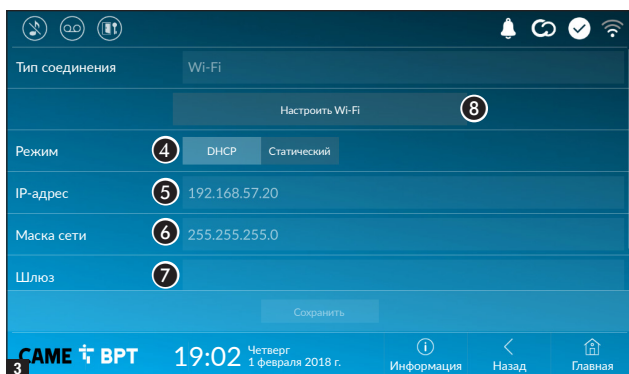 Тип соединения Wi-Fi
Настроить Wi-Fi 8
Режим 4 DHCP Статический
IP-адрес 5 192.168.57.20
Маска сети 6 255.255.255.0
Шлюз 7
Сохранить
CAME BPT 19:02 Четверг
1 февраля 2018 г.
Информация Назад Главная
3